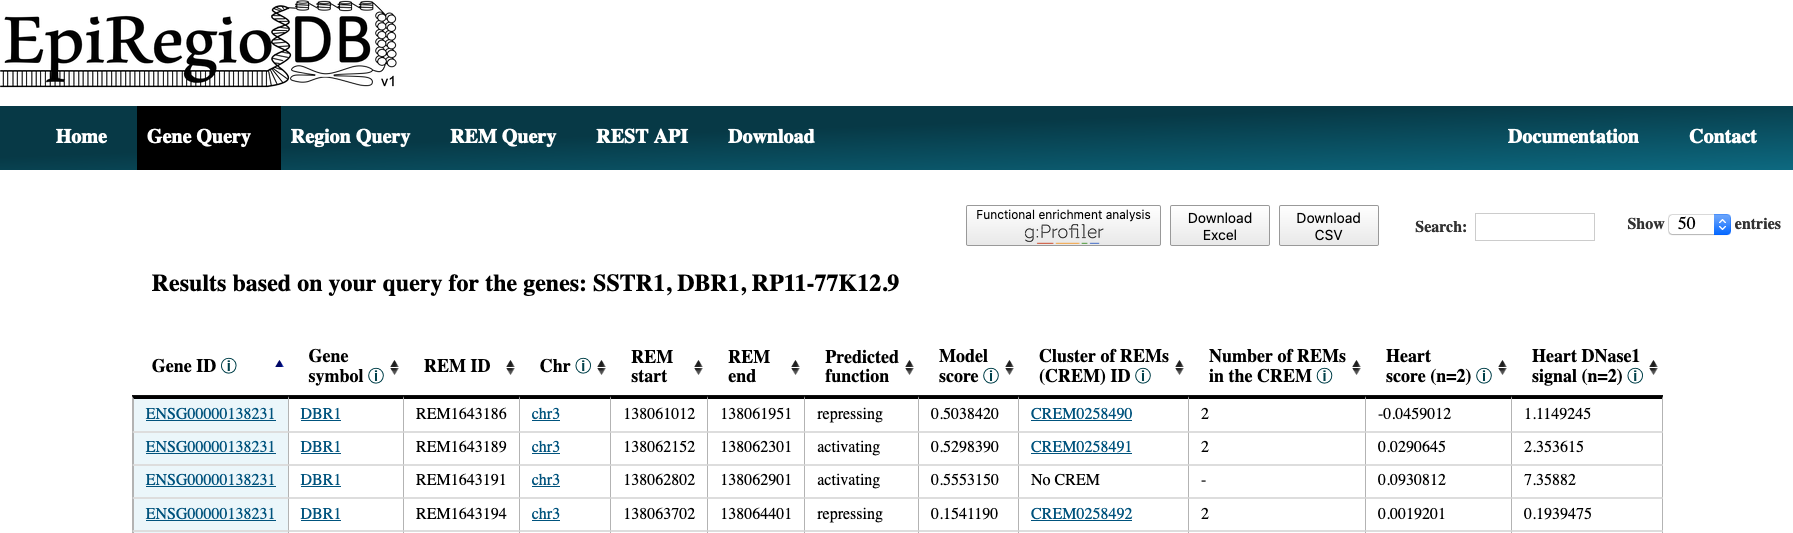 EpiRegio DB
v1
Home Gene Query Region Query REM Query REST API Download Documentation Contact
Functional enrichment analysis
g:Profiler
Download
Excel
Download
CSV
Search:
Show 50 entries
Results based on your query for the genes: SSTR1, DBR1, RP11-77K12.9
Gene ID ⓘ
Gene
symbol ⓘ
REM ID
Chr ⓘ
REM
start
REM
end
Predicted
function
Model
score ⓘ
Cluster of REMs
(CREM) ID ⓘ
Number of REMs
in the CREM ⓘ
Heart
score (n=2) ⓘ
Heart DNase1
signal (n=2) ⓘ
ENSG00000138231 DBR1 REM1643186 chr3 138061012 138061951 repressing 0.5038420 CREM0258490 2 -0.0459012 1.1149245
ENSG00000138231 DBR1 REM1643189 chr3 138062152 138062301 activating 0.5298390 CREM0258491 2 0.0290645 2.353615
ENSG00000138231 DBR1 REM1643191 chr3 138062802 138062901 activating 0.5553150 No CREM - 0.0930812 7.35882
ENSG00000138231 DBR1 REM1643194 chr3 138063702 138064401 repressing 0.1541190 CREM0258492 2 0.0019201 0.1939475